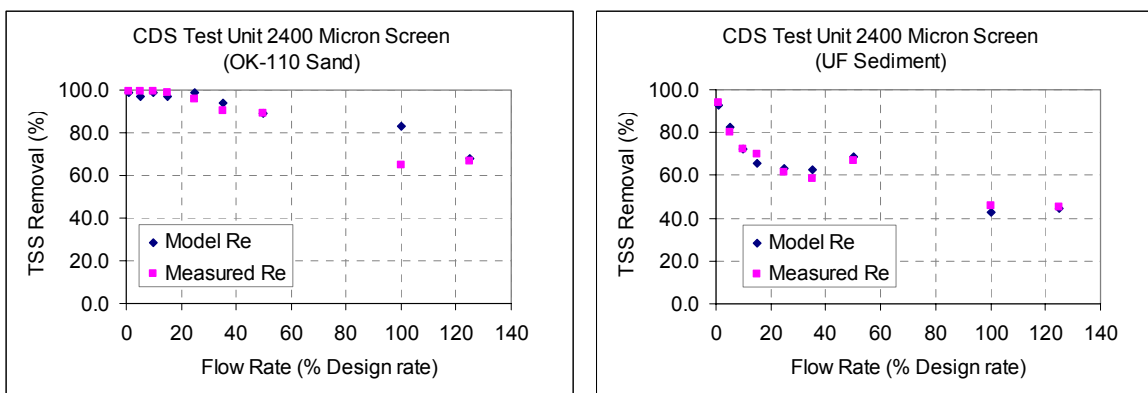 CDS Test Unit 2400 Micron Screen
(OK-110 Sand)
TSS Removal (%)
100.0
80.0
60.0
40.0
20.0
0.0
Model Re
Measured Re
0 20 40 60 80 100 120 140
Flow Rate (% Design rate)
CDS Test Unit 2400 Micron Screen
(UF Sediment)
TSS Removal (%)
100.0
80.0
60.0
40.0
20.0
0.0
Model Re
Measured Re
0 20 40 60 80 100 120 140
Flow Rate (% Design rate)